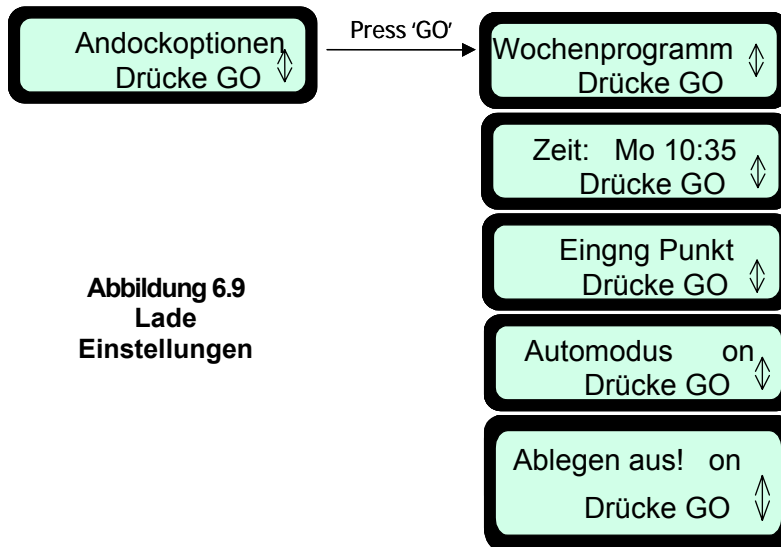 Andockoptionen
Drücke GO
Press 'GO'
Wochenprogramm
Drücke GO
Zeit: Mo 10:35
Drücke GO
Eingng Punkt
Drücke GO
Automodus on
Drücke GO
Ablegen aus! on
Drücke GO
Abbildung 6.9
Lade
Einstellungen